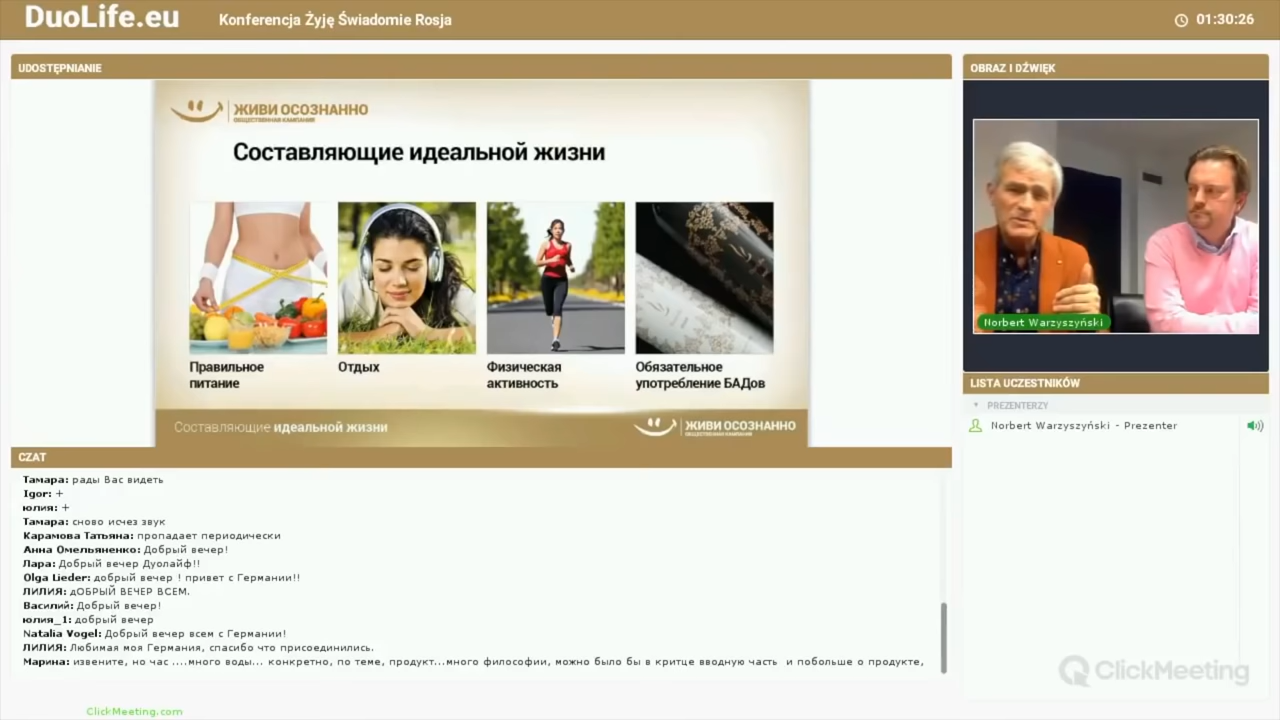 DuoLife.eu
Konferencja Żyję Świadomie Rosja
01:30:26
UDOSTĘPNIANIE
ЖИВИ ОСОЗНАННО
ОБЩЕСТВЕННАЯ КАМПАНИЯ
Составляющие идеальной жизни
Правильное
питание
Отдых
Физическая
активность
Обязательное
употребление БАДов
Составляющие идеальной жизни
ЖИВИ ОСОЗНАННО
ОБЩЕСТВЕННАЯ КАМПАНИЯ
OBRAZ I DŹWIĘK
Norbert Warzyszyński
LISTA UCZESTNIKÓW
PREZENTERZY
Norbert Warzyszyński - Prezenter
CZAT
Тамара: рады Вас видеть
Igor: +
юлия: +
Тамара: сново исчез звук
Карамова Татьяна: пропадает периодически
Анна Омельяненко: Добрый вечер!
Лара: Добрый вечер Дуолайф!!
Olga Lieder: добрый вечер ! привет с Германии!!
ЛИЛИЯ: дОБРЫЙ ВЕЧЕР ВСЕМ.
Василий: Добрый вечер!
юлия_1: добрый вечер
Natalia Vogel: Добрый вечер всем с Германии!
ЛИЛИЯ: Любимая моя Германия, спасибо что присоединились.
Марина: извените, но час ....много воды... конкретно, по теме, продукт...много философии, можно было бы в критце вводную часть и побольше о продукте,
ClickMeeting
ClickMeeting.com